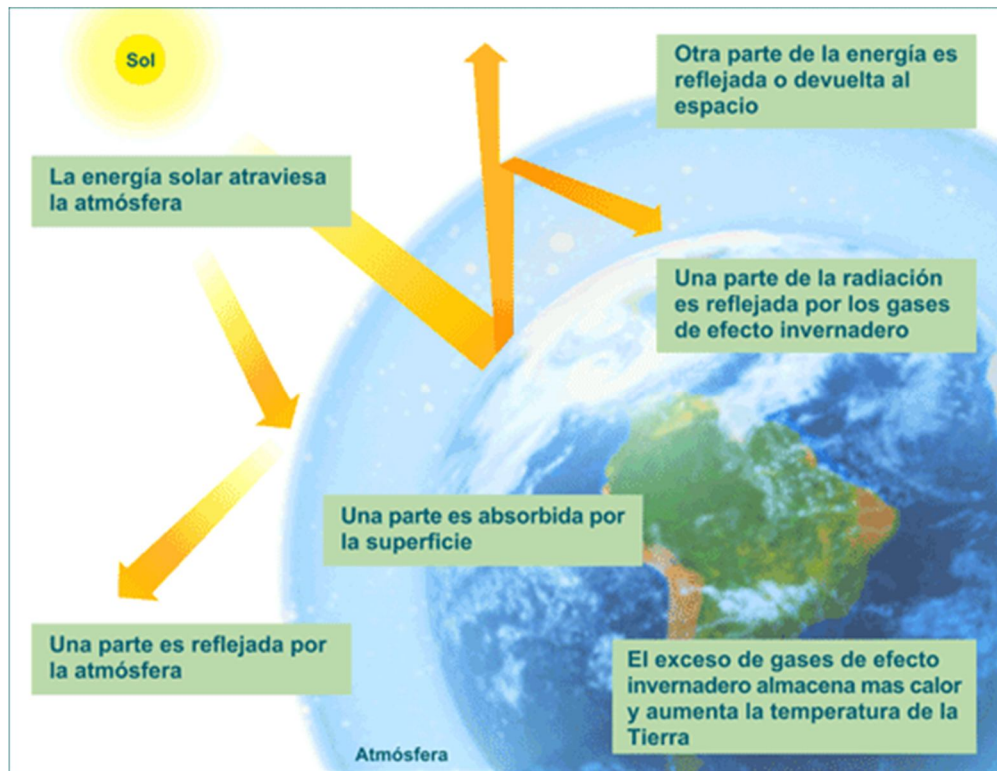 Sol
La energía solar atraviesa
la atmósfera
Otra parte de la energía es
reflejada o devuelta al
espacio
Una parte de la radiación
es reflejada por los gases
de efecto invernadero
Una parte es absorbida por
la superficie
Una parte es reflejada por
la atmósfera
El exceso de gases de efecto
invernadero almacena mas calor
y aumenta la temperatura de la
Tierra
Atmósfera